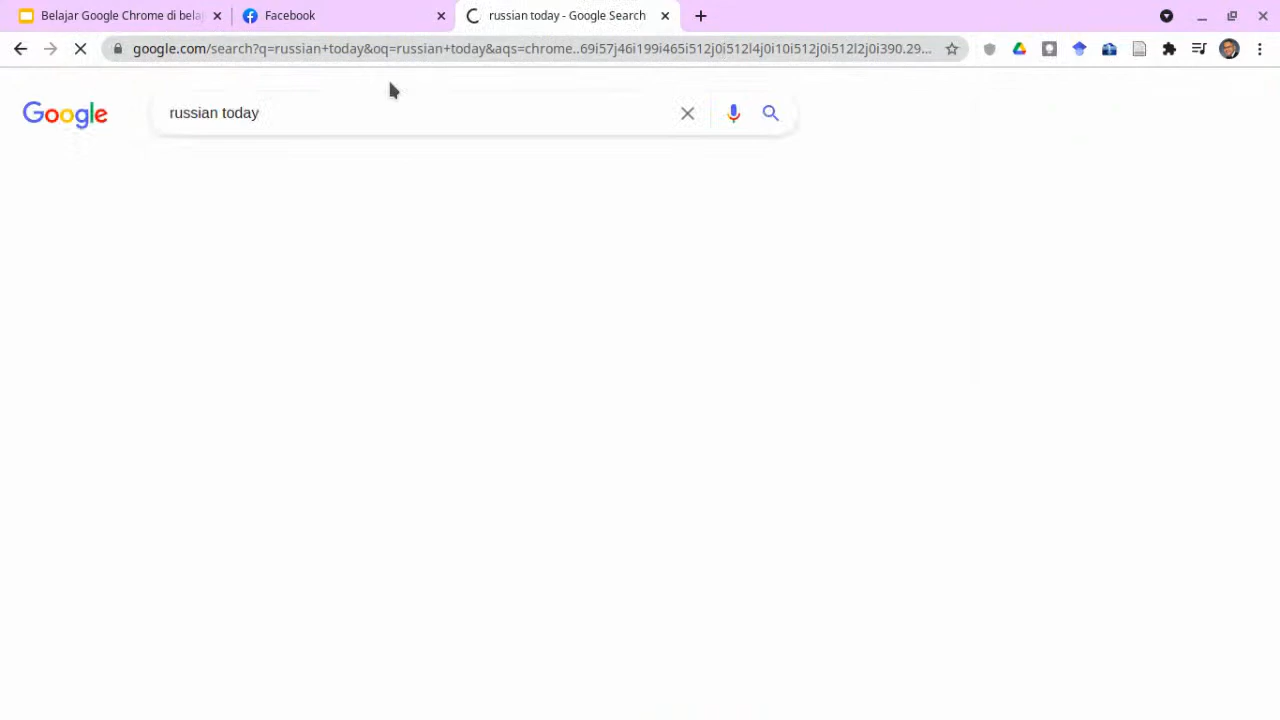 Belajar Google Chrome di bela
Facebook
russian today - Google Search
google.com/search?q=russian+today&oq=russian+today&aqs=chrome..69i57j46i199i465i512j0i512l4j0i10i512j0i512l2j0i390.29...
Google
russian today